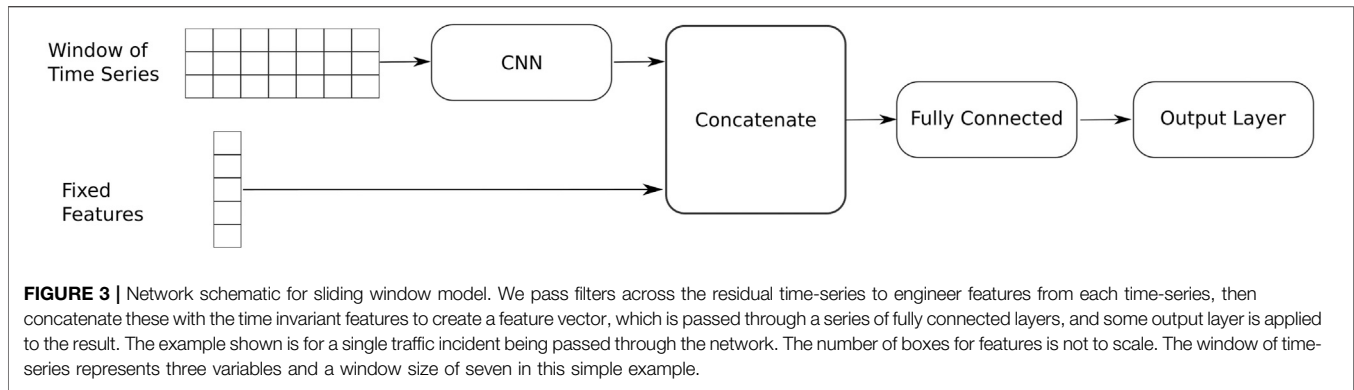 Window of
Time Series
CNN
Concatenate
Fully Connected
Output Layer
Fixed
Features
FIGURE 3 | Network schematic for sliding window model. We pass filters across the residual time-series to engineer features from each time-series, then
concatenate these with the time invariant features to create a feature vector, which is passed through a series of fully connected layers, and some output layer is applied
to the result. The example shown is for a single traffic incident being passed through the network. The number of boxes for features is not to scale. The window of time-
series represents three variables and a window size of seven in this simple example.